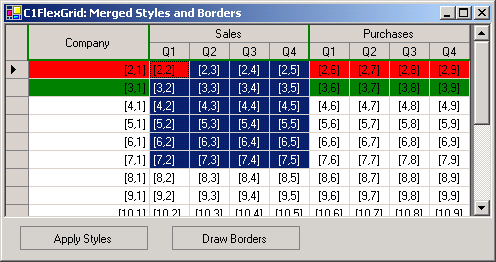 C1FlexGrid: Merged Styles and Borders
Company Sales Purchases
Q1 Q2 Q3 Q4 Q1 Q2 Q3 Q4
[2,1] [2,2] [2,3] [2,4] [2,5] [2,6] [2,7] [2,8] [2,9]
[3,1] [3,2] [3,3] [3,4] [3,5] [3,6] [3,7] [3,8] [3,9]
[4,1] [4,2] [4,3] [4,4] [4,5] [4,6] [4,7] [4,8] [4,9]
[5,1] [5,2] [5,3] [5,4] [5,5] [5,6] [5,7] [5,8] [5,9]
[6,1] [6,2] [6,3] [6,4] [6,5] [6,6] [6,7] [6,8] [6,9]
[7,1] [7,2] [7,3] [7,4] [7,5] [7,6] [7,7] [7,8] [7,9]
[8,1] [8,2] [8,3] [8,4] [8,5] [8,6] [8,7] [8,8] [8,9]
[9,1] [9,2] [9,3] [9,4] [9,5] [9,6] [9,7] [9,8] [9,9]
[10,1] [10,2] [10,3] [10,4] [10,5] [10,6] [10,7] [10,8] [10,9]
Apply Styles Draw Borders